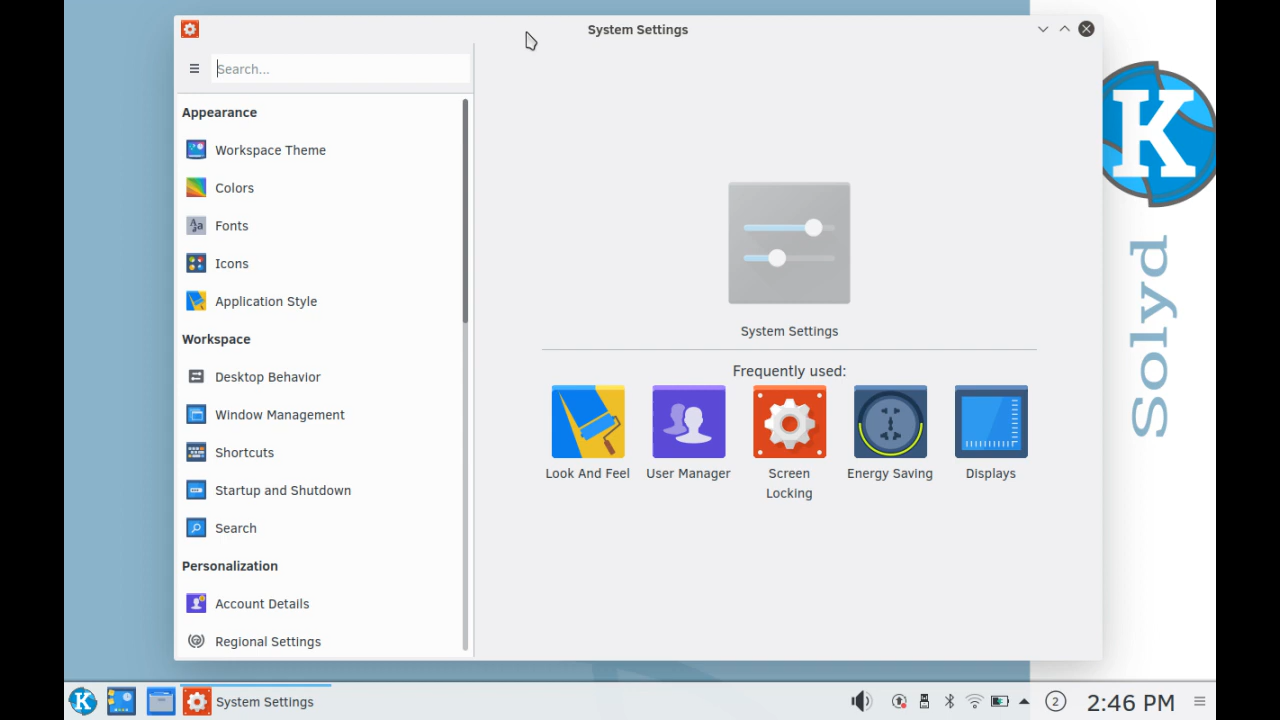 System Settings
Search...
Appearance
Workspace Theme
Colors
Fonts
Icons
Application Style
Workspace
Desktop Behavior
Window Management
Shortcuts
Startup and Shutdown
Search
Personalization
Account Details
Regional Settings
System Settings
Frequently used:
Look And Feel
User Manager
Screen
Locking
Energy Saving
Displays
K
Solyd
K
System Settings
2
2:46 PM